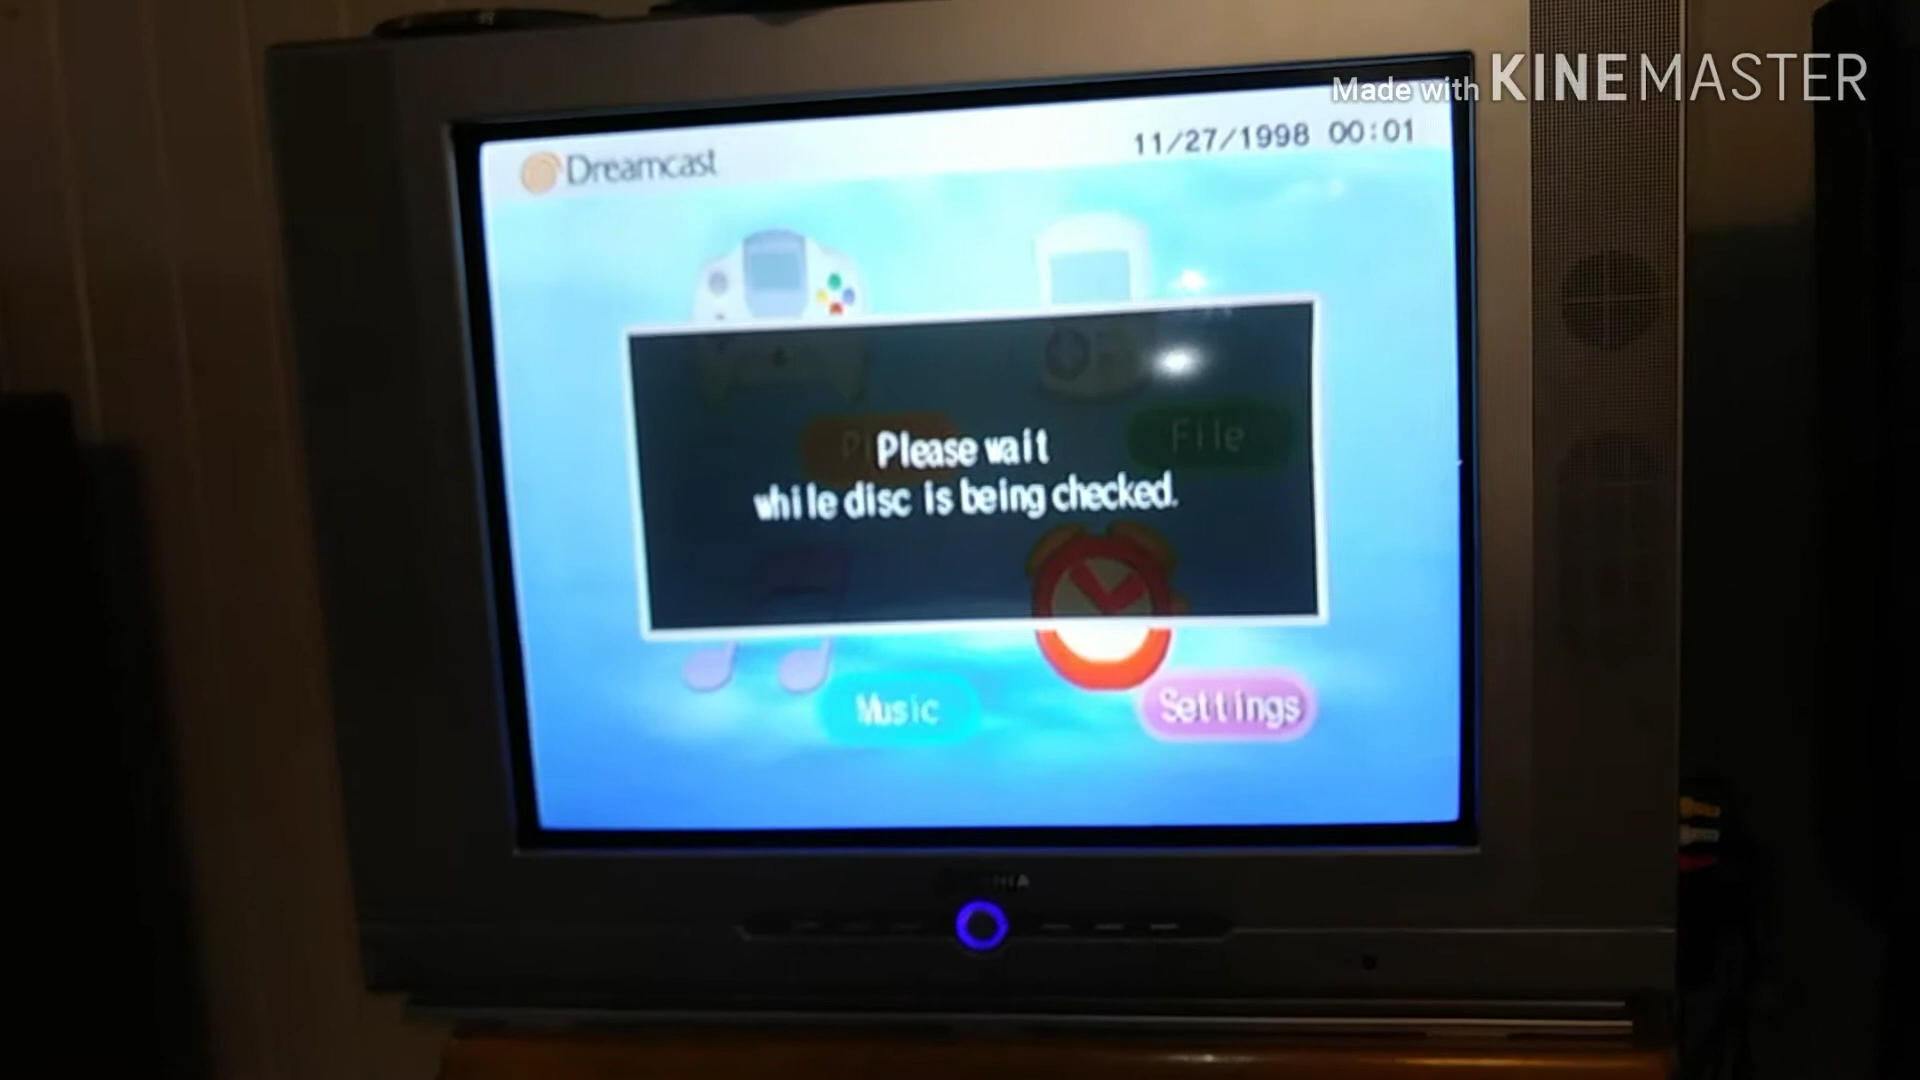 Made with KINEMASTER
Dreamcast
11/27/1998 00:01
File
Please wait
while disc is being checked.
Music
Settings